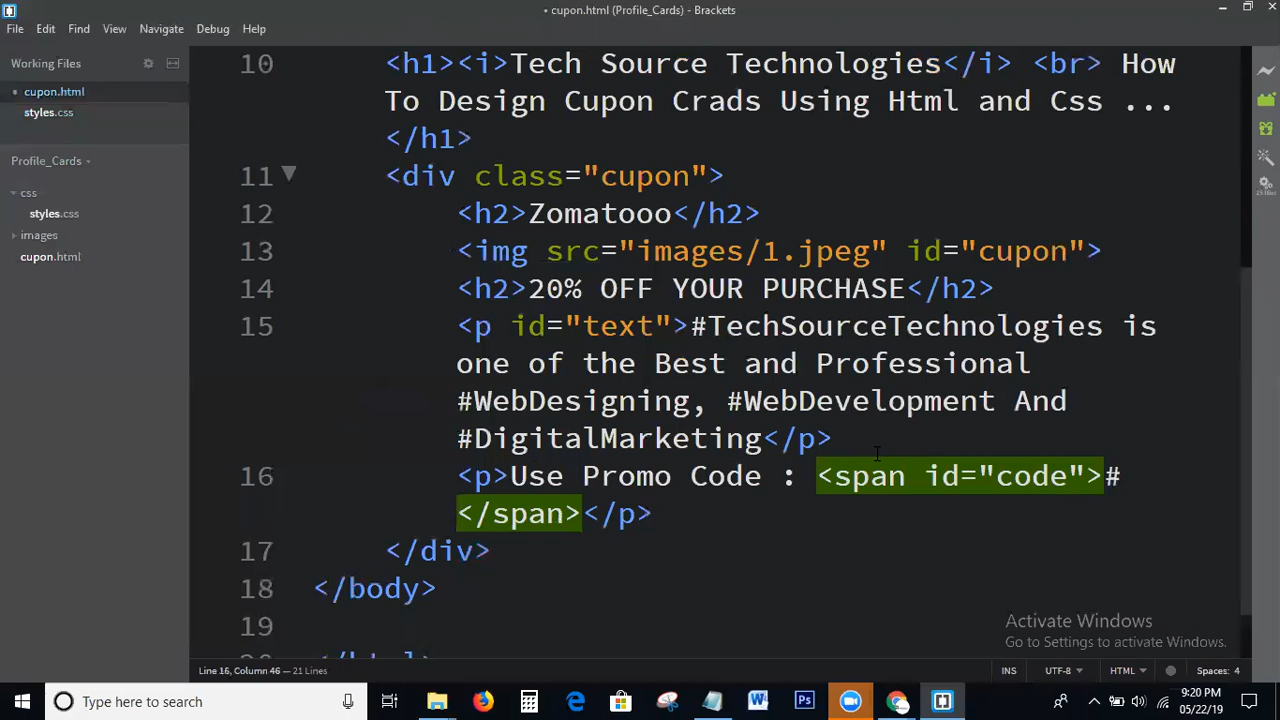 • cupon.html (Profile_Cards) - Brackets
File Edit Find View Navigate Debug Help
Working Files
• cupon.html
styles.css
Profile_Cards
css
styles.css
images
cupon.html
10 <h1><i>Tech Source Technologies</i> <br> How
To Design Cupon Crads Using Html and Css ...
</h1>
11 <div class="cupon">
12 <h2>Zomatooo</h2>
13 <img src="images/1.jpeg" id="cupon">
14 <h2>20% OFF YOUR PURCHASE</h2>
15 <p id="text">#TechSourceTechnologies is
one of the Best and Professional
#WebDesigning, #WebDevelopment And
#DigitalMarketing</p>
16 <p>Use Promo Code : <span id="code">#
</span></p>
17 </div>
18 </body>
19
20 </html>
Activate Windows
Go to Settings to activate Windows.
Line 16, Column 46 — 21 Lines
INS UTF-8 HTML Spaces: 4
Type here to search
9:20 PM
05/22/19